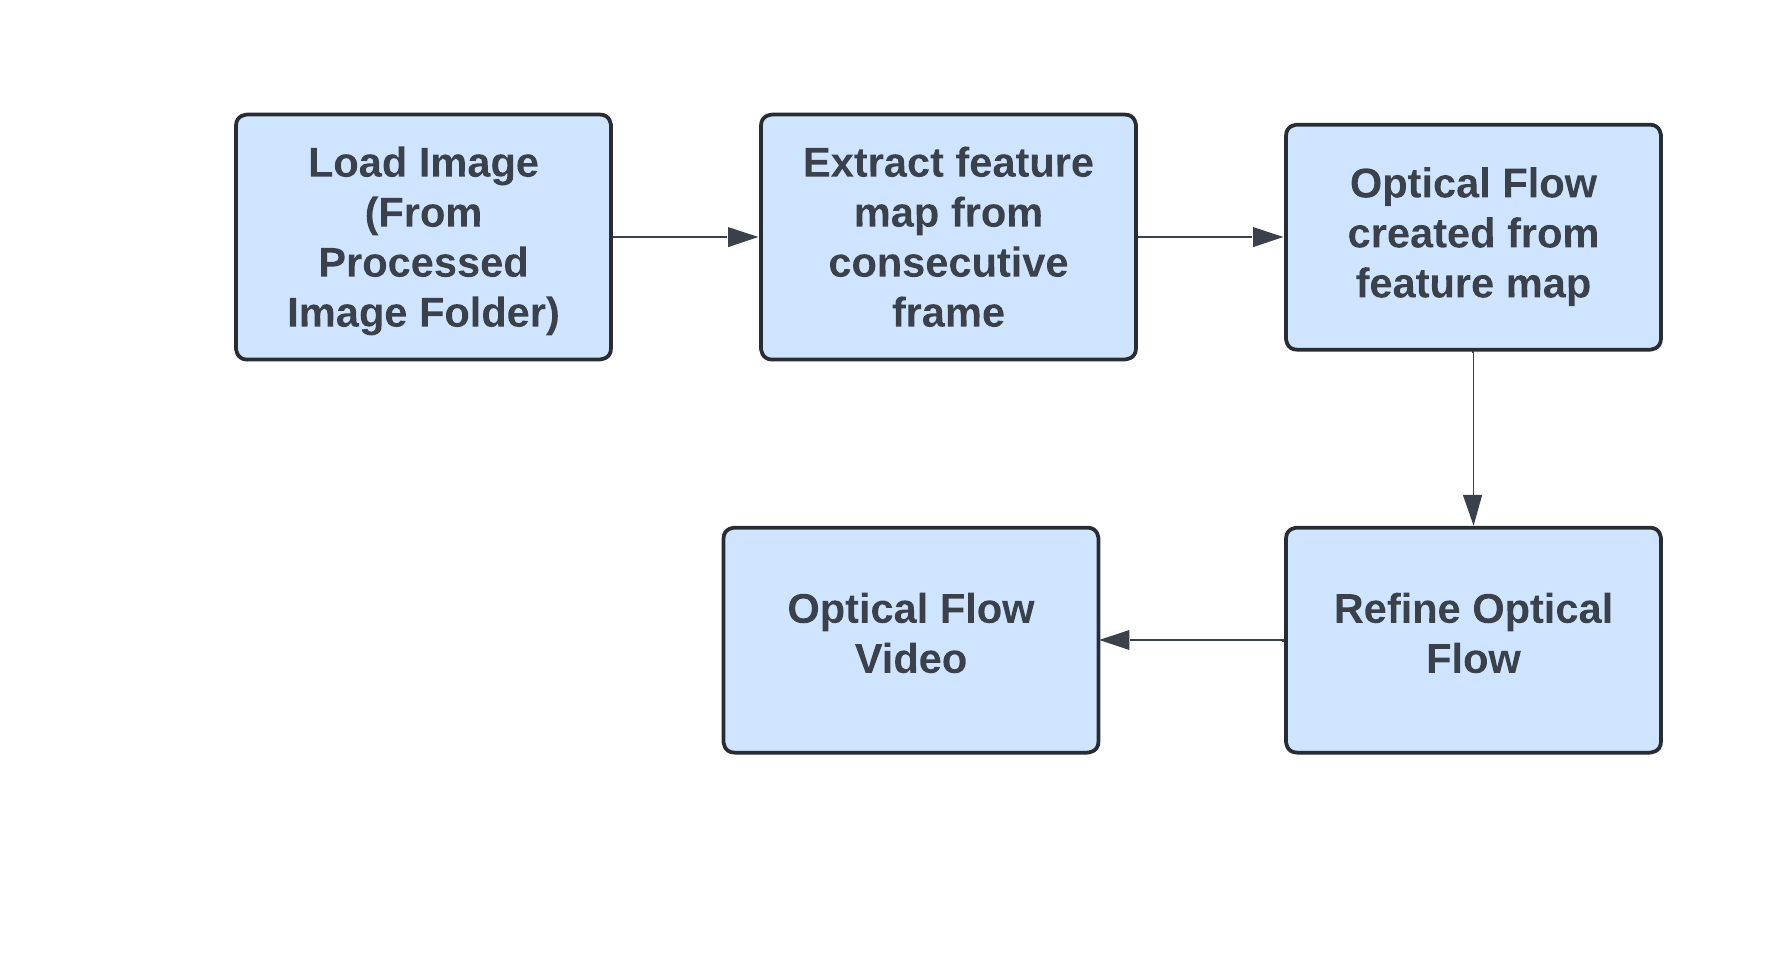 Load Image
(From
Processed
Image Folder)
Extract feature
map from
consecutive
frame
Optical Flow
created from
feature map
Refine Optical
Flow
Optical Flow
Video